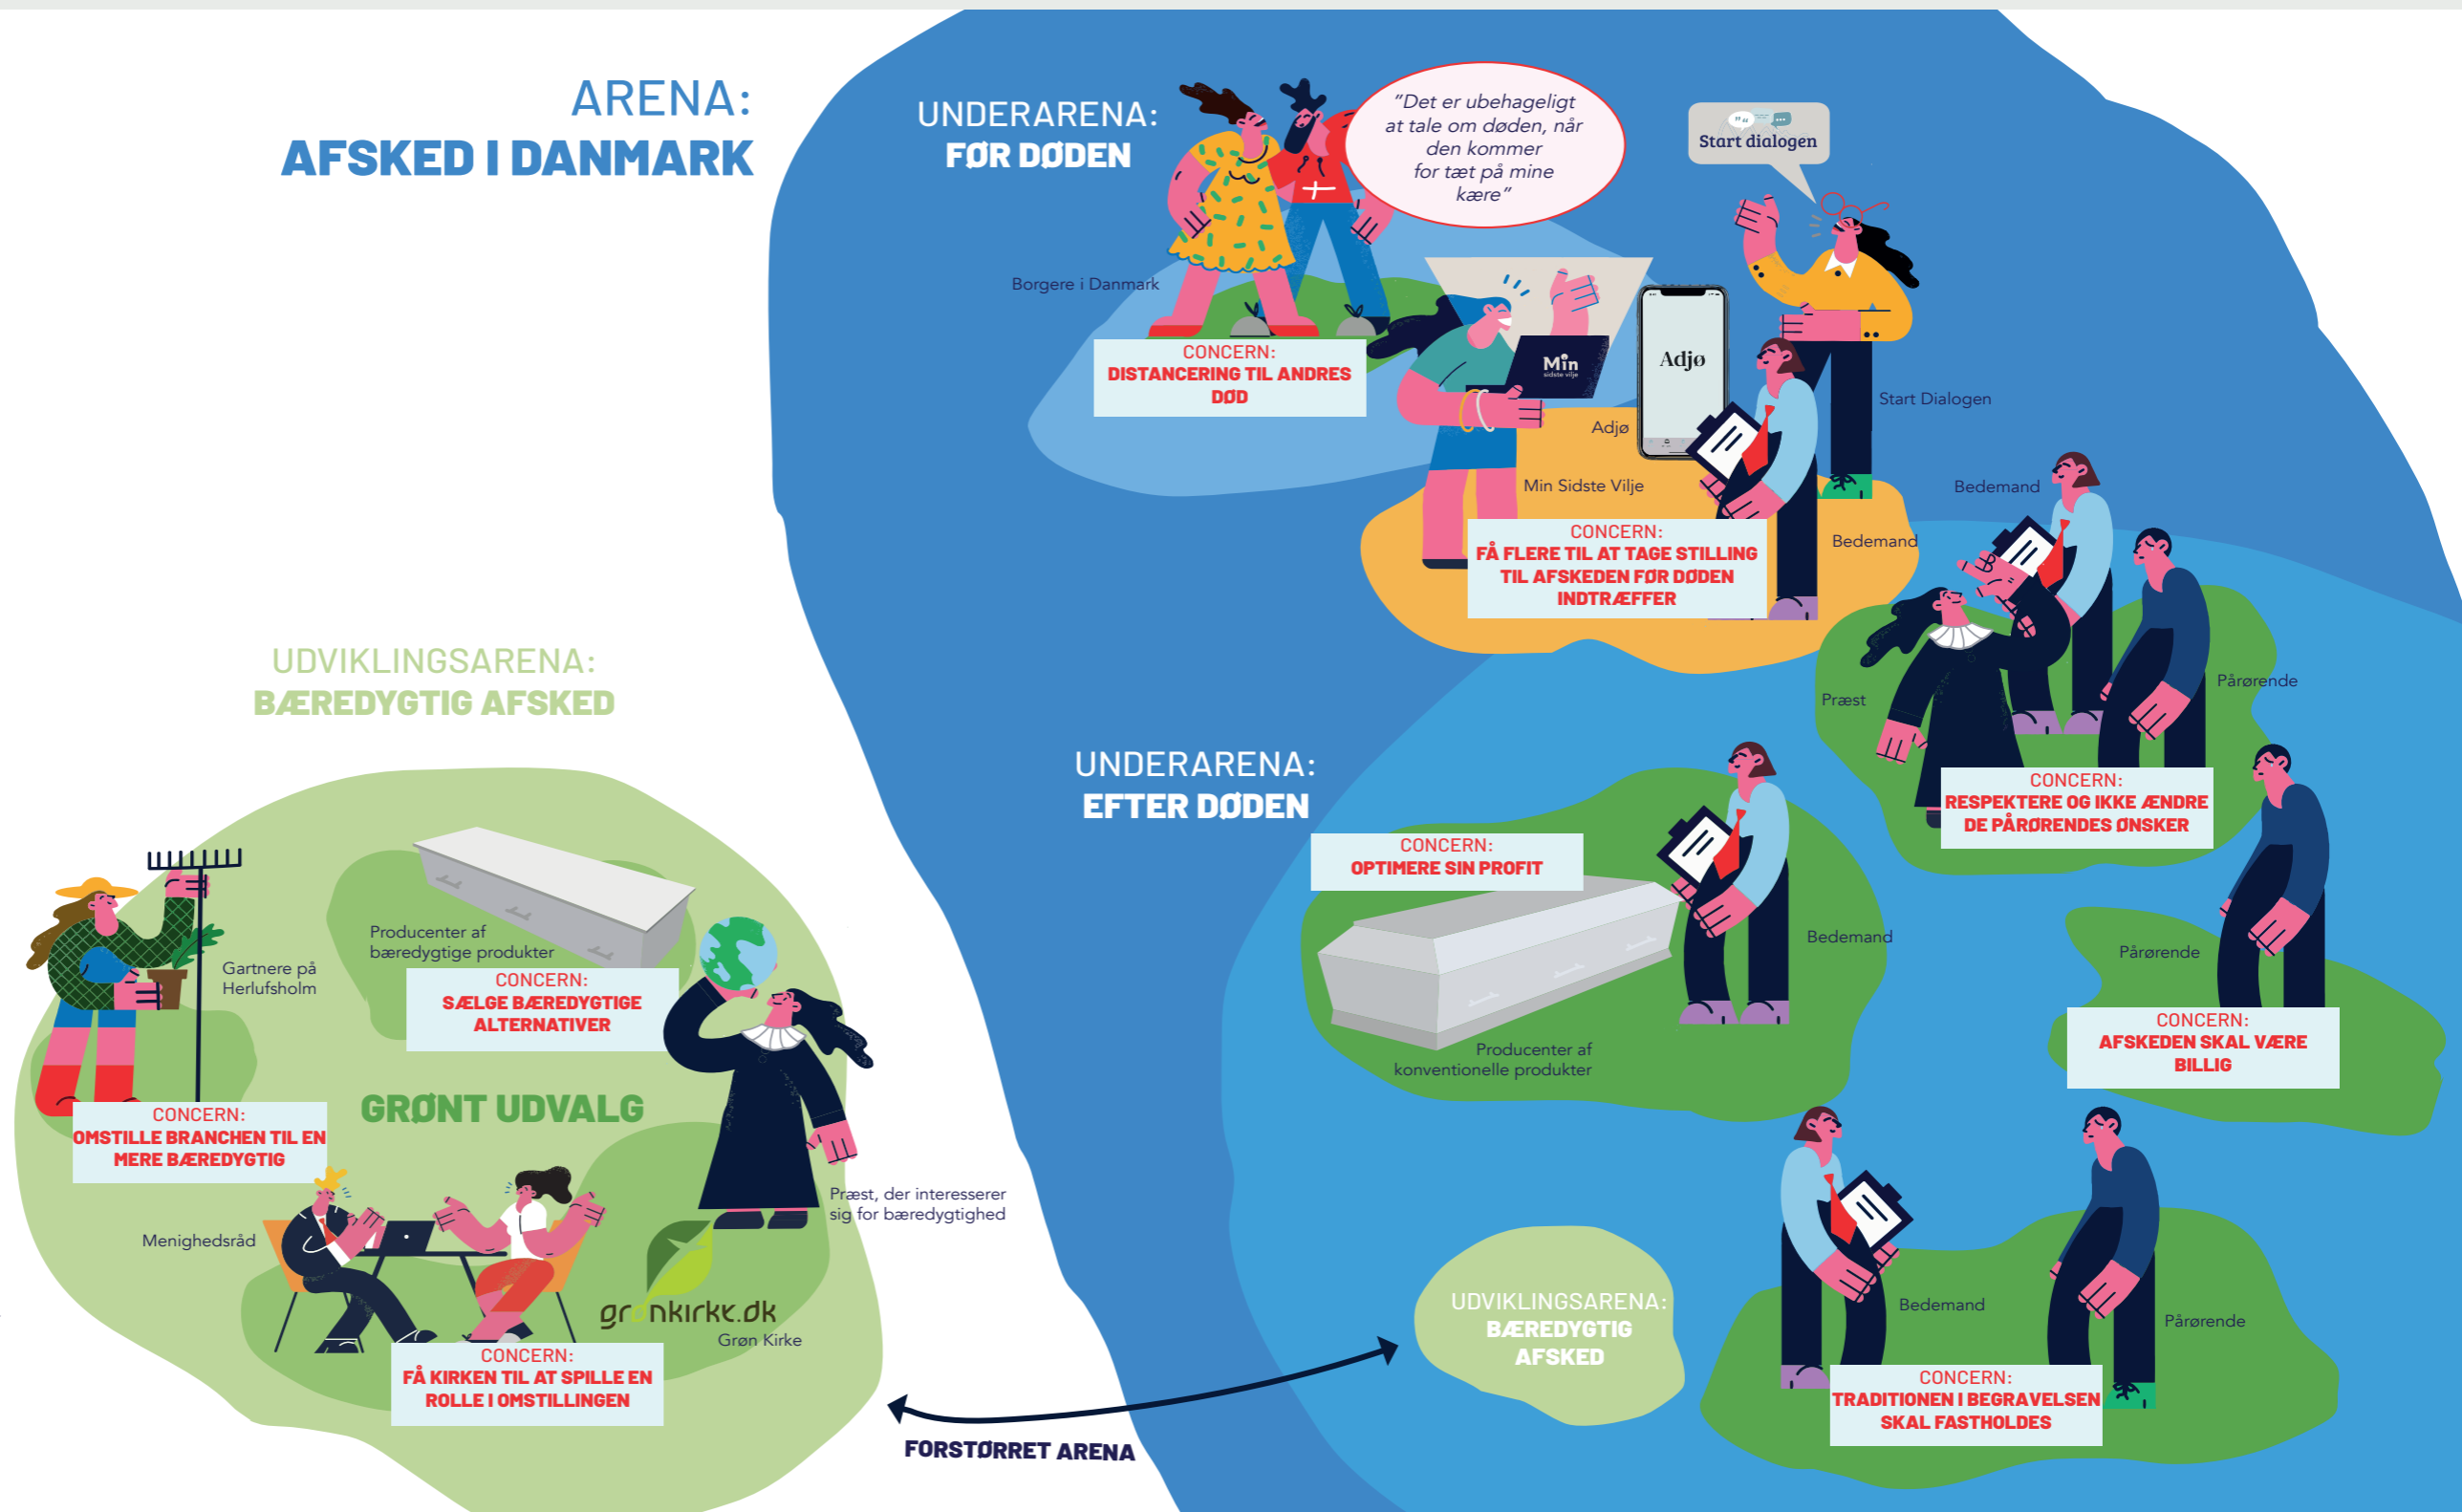 ARENA:
AFSKED I DANMARK
UNDERARENA:
FØR DØDEN
"Det er ubehageligt
at tale om døden, når
den kommer
for tæt på mine
kære"
Start dialogen
Borgere i Danmark
CONCERN:
DISTANCERING TIL ANDRES
DØD
Min
sidste vilje
Adjø
Adjø
Start Dialogen
Min Sidste Vilje
Bedemand
CONCERN:
FÅ FLERE TIL AT TAGE STILLING
TIL AFSKEDEN FØR DØDEN
INDTRÆFFER
Bedemand
Præst
Pårørende
CONCERN:
RESPEKTERE OG IKKE ÆNDRE
DE PÅRØRENDES ØNSKER
UNDERARENA:
EFTER DØDEN
CONCERN:
OPTIMERE SIN PROFIT
Bedemand
Producenter af
konventionelle produkter
Pårørende
CONCERN:
AFSKEDEN SKAL VÆRE
BILLIG
Bedemand
Pårørende
CONCERN:
TRADITIONEN I BEGRAVELSEN
SKAL FASTHOLDES
UDVIKLINGSARENA:
BÆREDYGTIG
AFSKED
FORSTØRRET ARENA
UDVIKLINGSARENA:
BÆREDYGTIG AFSKED
Gartnere på
Herlufsholm
Producenter af
bæredygtige produkter
CONCERN:
SÆLGE BÆREDYGTIGE
ALTERNATIVER
CONCERN:
OMSTILLE BRANCHEN TIL EN
MERE BÆREDYGTIG
GRØNT UDVALG
Præst, der interesserer
sig for bæredygtighed
Menighedsråd
grønkirke.dk
Grøn Kirke
CONCERN:
FÅ KIRKEN TIL AT SPILLE EN
ROLLE I OMSTILLINGEN